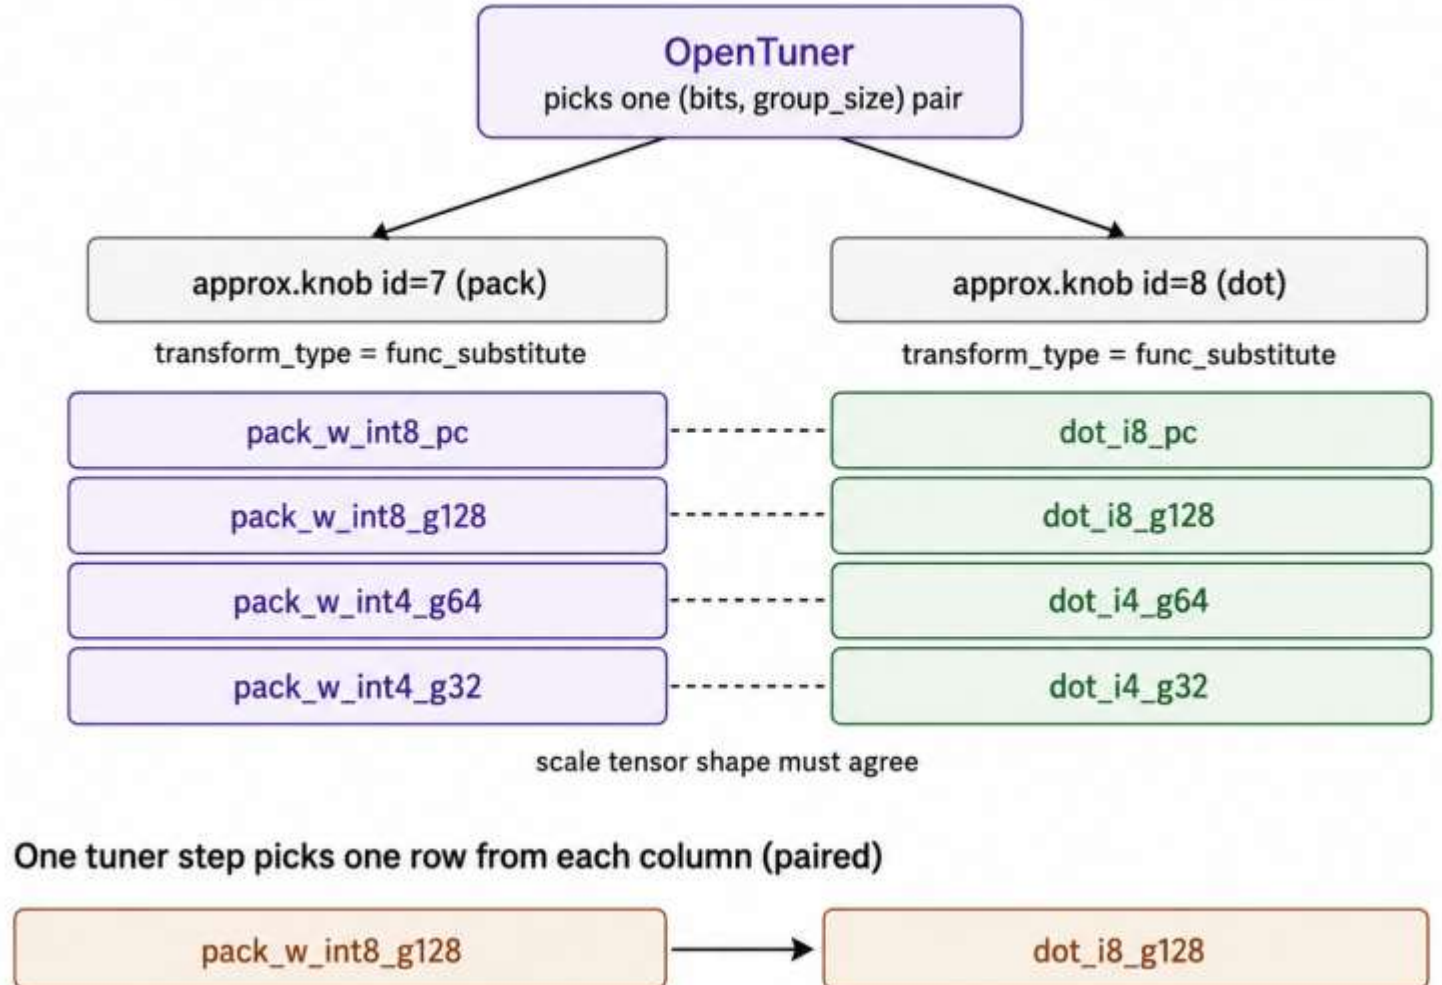 OpenTuner
picks one (bits, group_size) pair
approx.knob id=7 (pack)
approx.knob id=8 (dot)
transform_type = func_substitute
transform_type = func_substitute
pack_w_int8_pc
dot_i8_pc
pack_w_int8_g128
dot_i8_g128
pack_w_int4_g64
dot_i4_g64
pack_w_int4_g32
dot_i4_g32
scale tensor shape must agree
One tuner step picks one row from each column (paired)
pack_w_int8_g128
dot_i8_g128